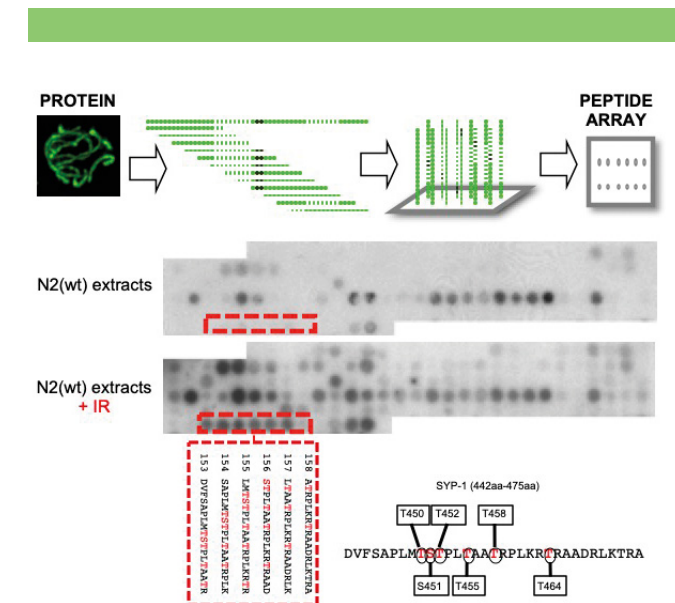 PROTEIN
PEPTIDE
ARRAY
N2(wt) extracts
N2(wt) extracts
+ IR
153 DVFSAPLMTSTPLTAATR
154 SAPLMTSTPLTAATRPLK
155 LMTSTPLTAATRPLKRTR
156 STPLTAATRPLKRTRAAD
157 LTAATRPLKRTRAADRLK
158 ATRPLKRTRAADRLKTRA
SYP-1 (442aa-475aa)
T450 T452 T458
DVFSAPLMTSTPLTAATRPLKRTRAADRLKTRA
S451 T455 T464